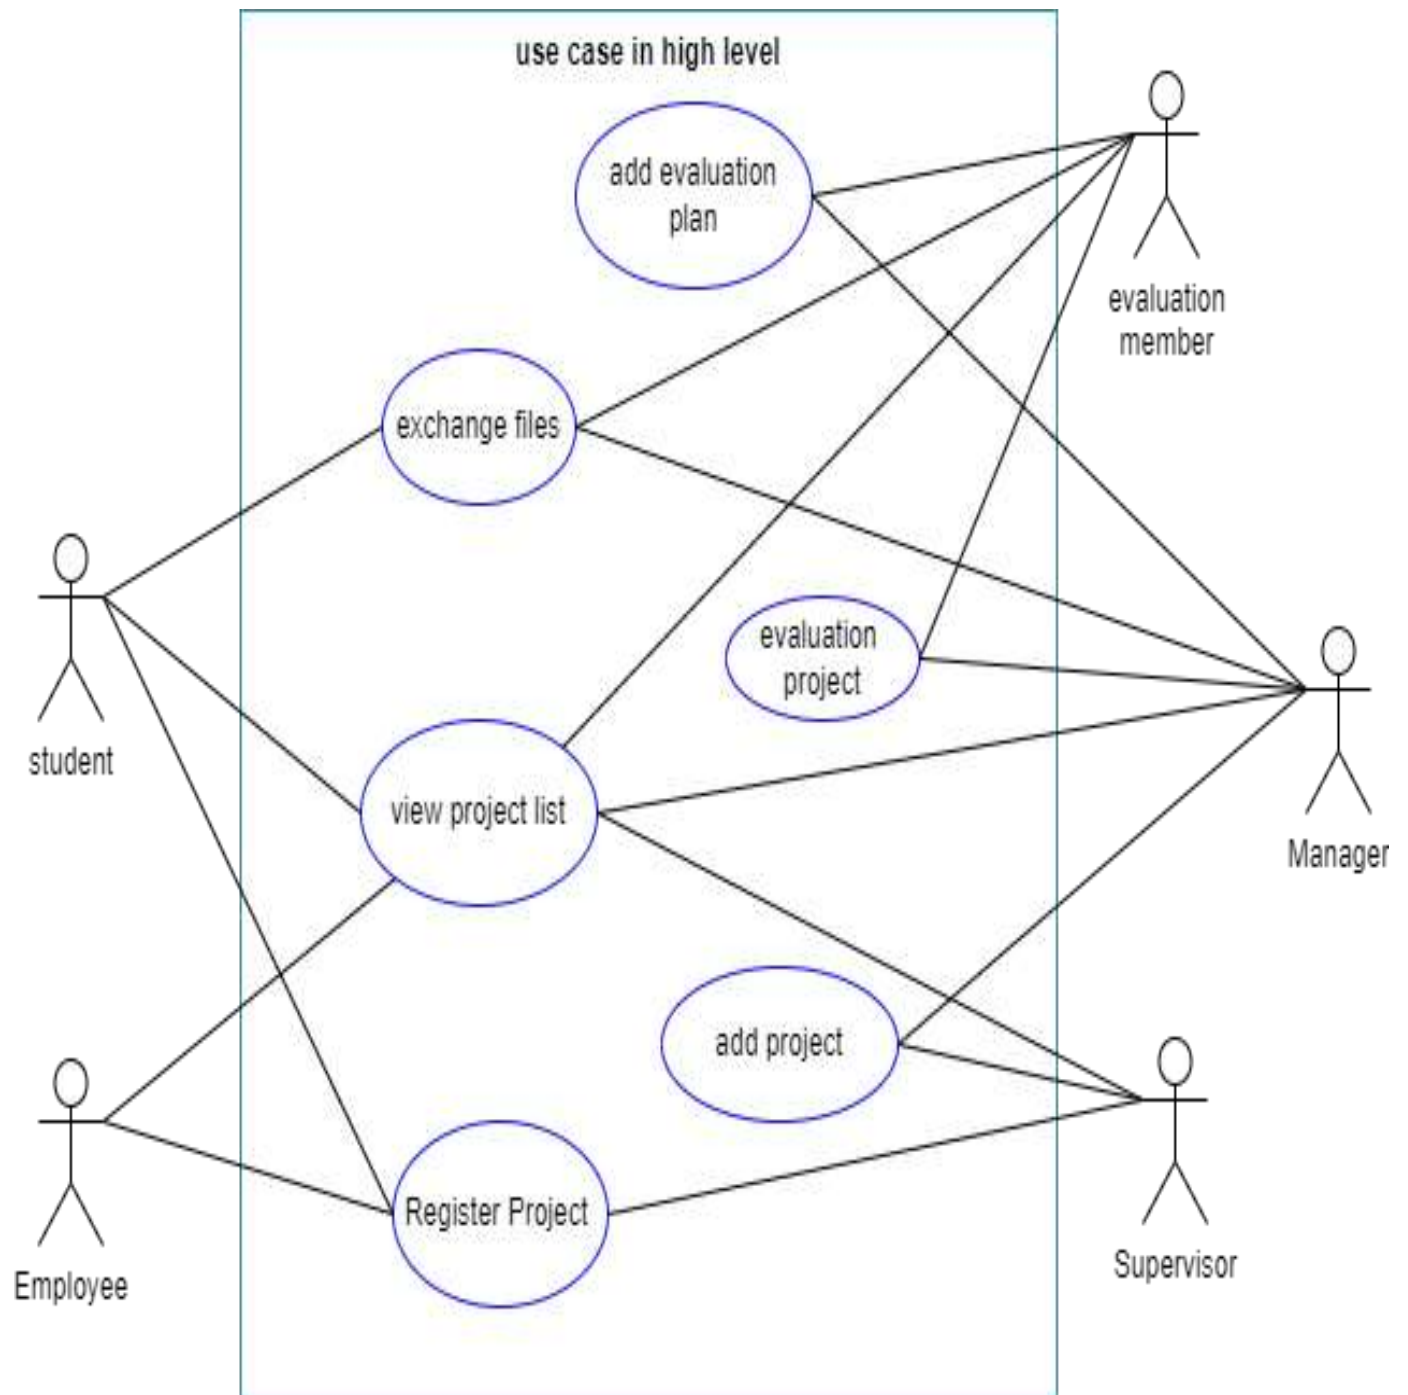 use case in high level
add evaluation
plan
evaluation
member
exchange files
evaluation
project
student
view project list
Manager
add project
Register Project
Employee
Supervisor